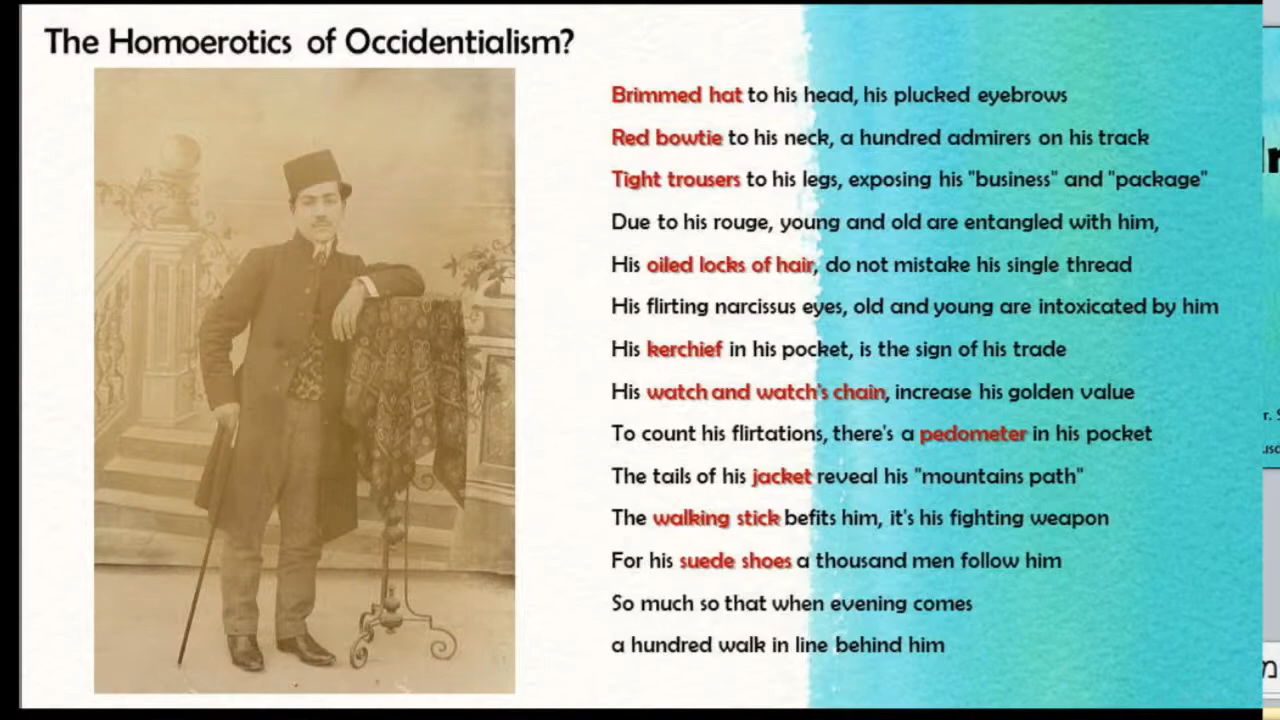 The Homoerotics of Occidentialism?
Brimmed hat to his head, his plucked eyebrows
Red bowtie to his neck, a hundred admirers on his track
Tight trousers to his legs, exposing his "business" and "package"
Due to his rouge, young and old are entangled with him,
His oiled locks of hair, do not mistake his single thread
His flirting narcissus eyes, old and young are intoxicated by him
His kerchief in his pocket, is the sign of his trade
His watch and watch's chain, increase his golden value
To count his flirtations, there's a pedometer in his pocket
The tails of his jacket reveal his "mountains path"
The walking stick befits him, it's his fighting weapon
For his suede shoes a thousand men follow him
So much so that when evening comes
a hundred walk in line behind him